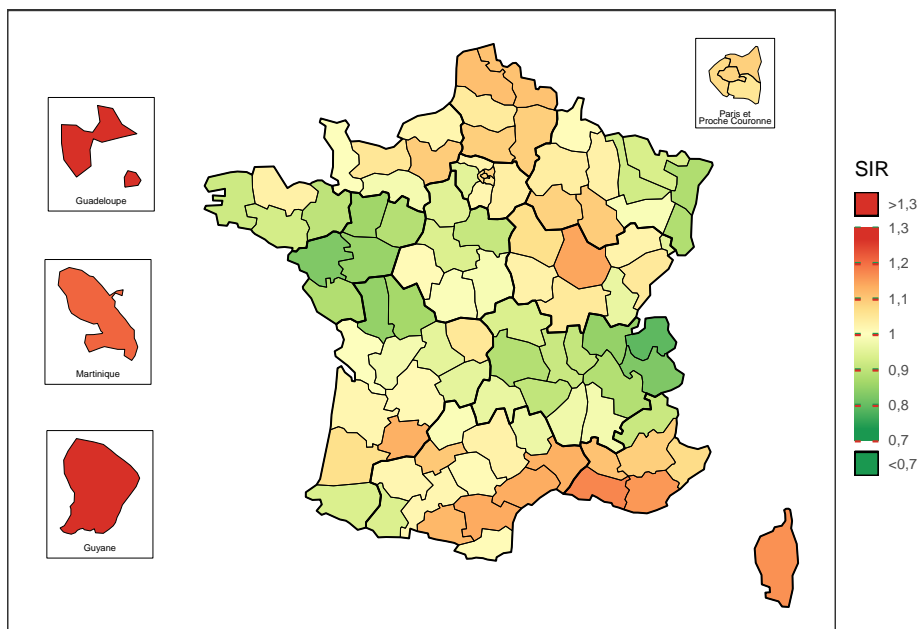 Paris et
Proche Couronne
Guadeloupe
Martinique
Guyane
SIR
>1,3
1,3
1,2
1,1
1
0,9
0,8
0,7
<0,7